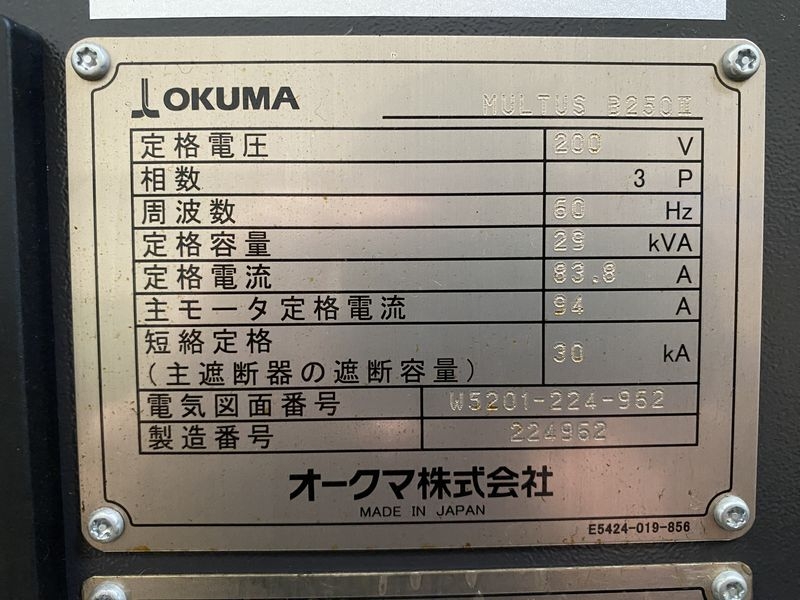 OKUMA
MULTUS B250II
定格電圧 200 V
相数 3 P
周波数 60 Hz
定格容量 29 kVA
定格電流 83.8 A
主モータ定格電流 94 A
短絡定格
(主遮断器の遮断容量) 30 kA
電気図面番号 W5201-224-962
製造番号 224962
オークマ株式会社
MADE IN JAPAN
E5424-019-856